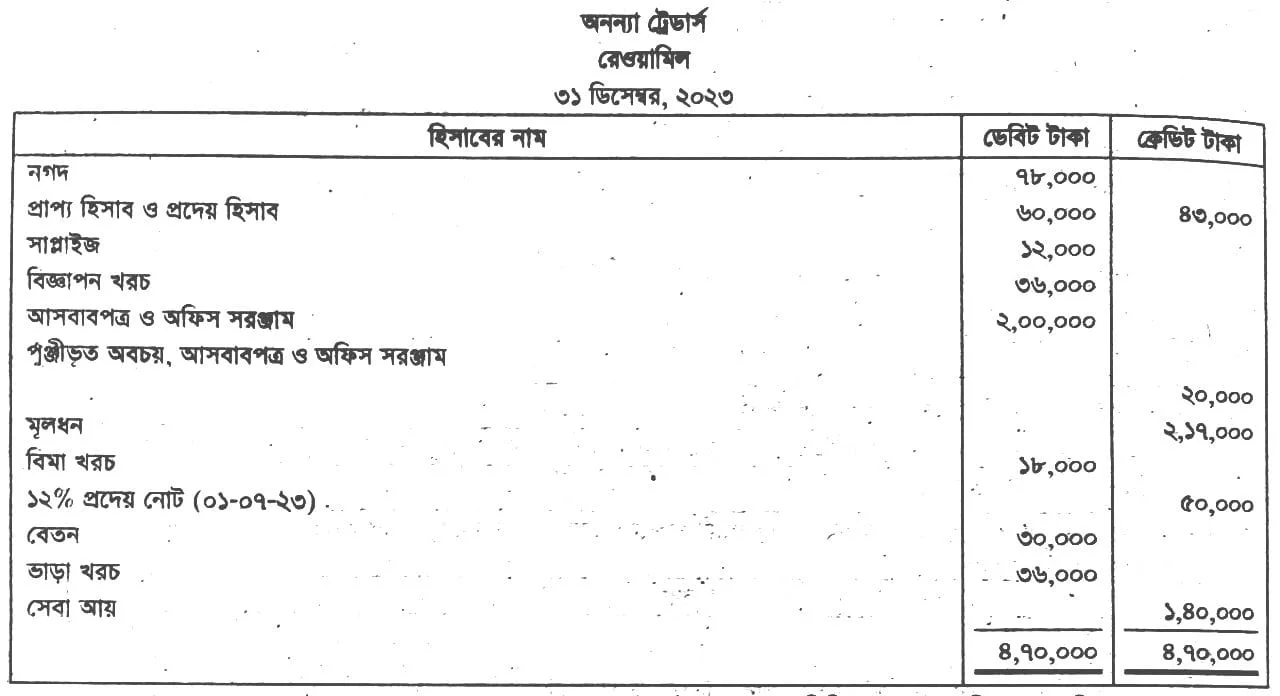 অনন্যা ট্রেডার্স
রেওয়ামিল
৩১ ডিসেম্বর, ২০২৩
হিসাবের নাম ডেবিট টাকা ক্রেডিট টাকা
নগদ ৭৮,০০০
প্রাপ্য হিসাব ও প্রদেয় হিসাব ৬০,০০০ ৪৩,০০০
সাপ্লাইজ ১২,০০০
বিজ্ঞাপন খরচ ৩৬,০০০
আসবাবপত্র ও অফিস সরঞ্জাম ২,০০,০০০
পুঞ্জীভূত অবচয়, আসবাবপত্র ও অফিস সরঞ্জাম
২০,০০০
মূলধন ২,১৭,০০০
বিমা খরচ ১৮,০০০
১২% প্রদেয় নোট (০১-০৭-২৩) ৫০,০০০
বেতন ৩০,০০০
ভাড়া খরচ ৩৬,০০০
সেবা আয় ১,৪০,০০০
৪,৭০,০০০ ৪,৭০,০০০